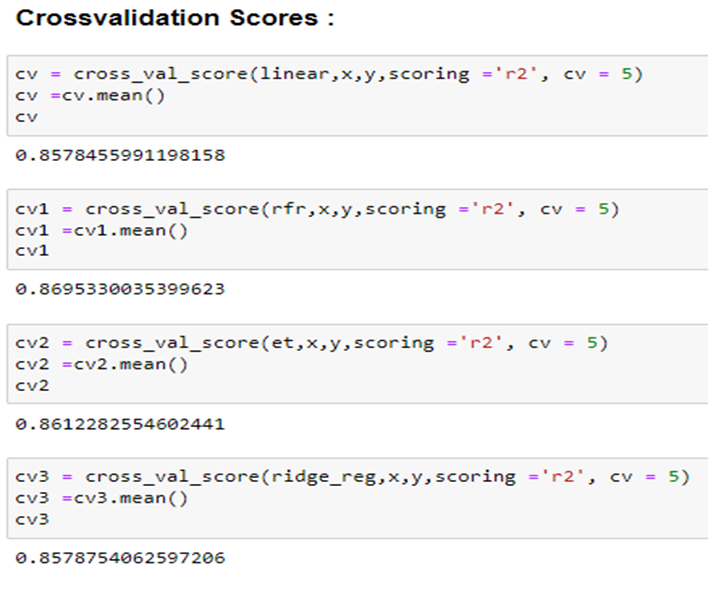 Crossvalidation Scores :
cv = cross_val_score(linear,x,y,scoring ='r2', cv = 5)
cv =cv.mean()
cv
0.8578455991198158
cv1 = cross_val_score(rfr,x,y,scoring ='r2', cv = 5)
cv1 =cv1.mean()
cv1
0.8695330035399623
cv2 = cross_val_score(et,x,y,scoring ='r2', cv = 5)
cv2 =cv2.mean()
cv2
0.8612282554602441
cv3 = cross_val_score(ridge_reg,x,y,scoring ='r2', cv = 5)
cv3 =cv3.mean()
cv3
0.8578754062597206